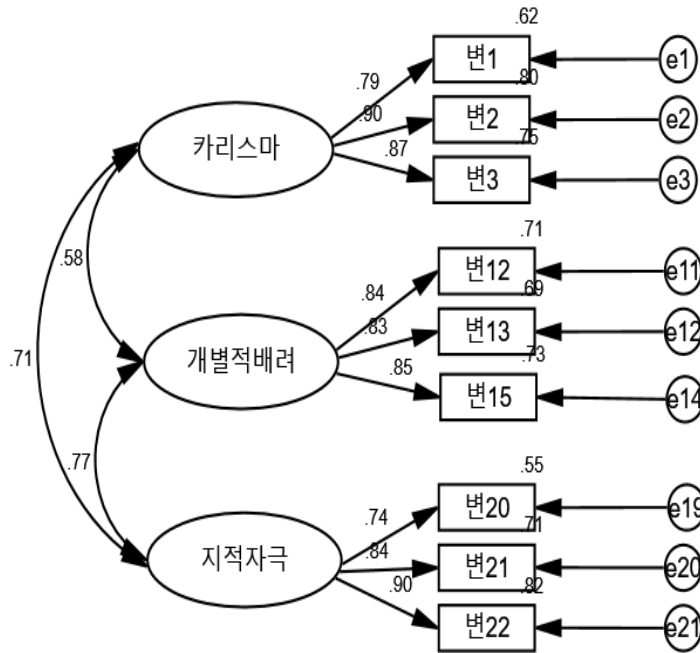 .62
변1
e1
.79
.80
.90
변2
e2
카리스마
.75
.87
변3
e3
.58
.71
변12
e11
.84
.69
.83
변13
e12
개별적배려
.71
.73
.85
변15
e14
.77
.55
변20
e19
.74
.71
지적자극
.84
변21
e20
.82
.90
변22
e21